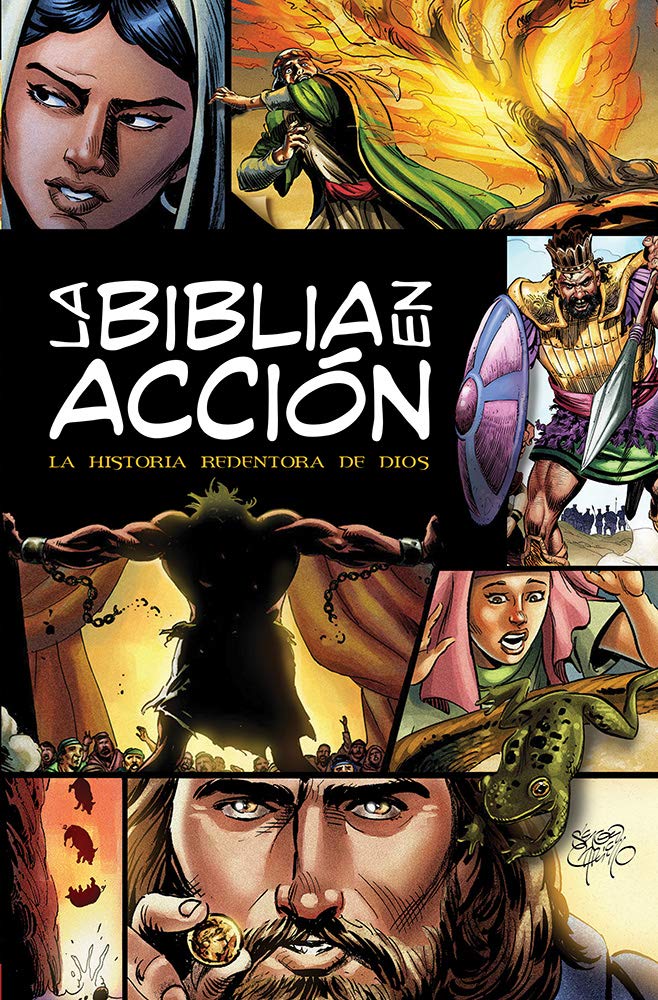 LA BIBLIA EN
ACCIÓN
LA HISTORIA REDENTORA DE DIOS